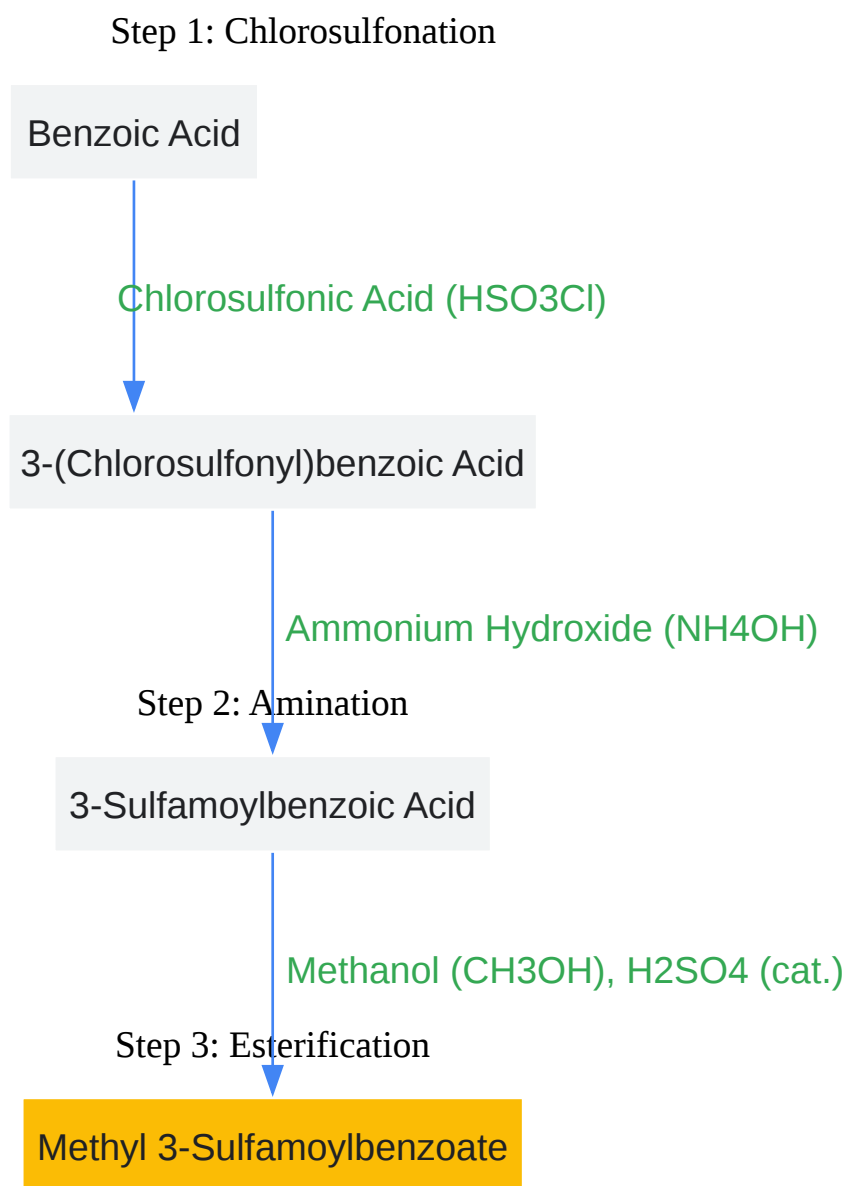 Step 1: Chlorosulfonation
Benzoic Acid
Chlorosulfonic Acid (HSO3Cl)
3-(Chlorosulfonyl)benzoic Acid
Ammonium Hydroxide (NH4OH)
Step 2: Amination
3-Sulfamoylbenzoic Acid
Methanol (CH3OH), H2SO4 (cat.)
Step 3: Esterification
Methyl 3-Sulfamoylbenzoate